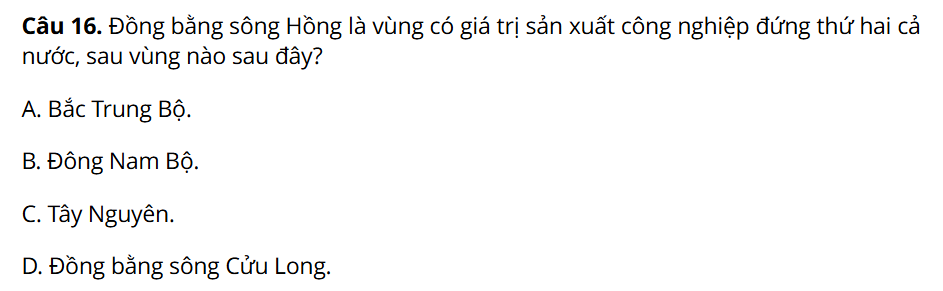 Câu 16. Đồng bằng sông Hồng là vùng có giá trị sản xuất công nghiệp đứng thứ hai cả
nước, sau vùng nào sau đây?
A. Bắc Trung Bộ.
B. Đông Nam Bộ.
C. Tây Nguyên.
D. Đồng bằng sông Cửu Long.